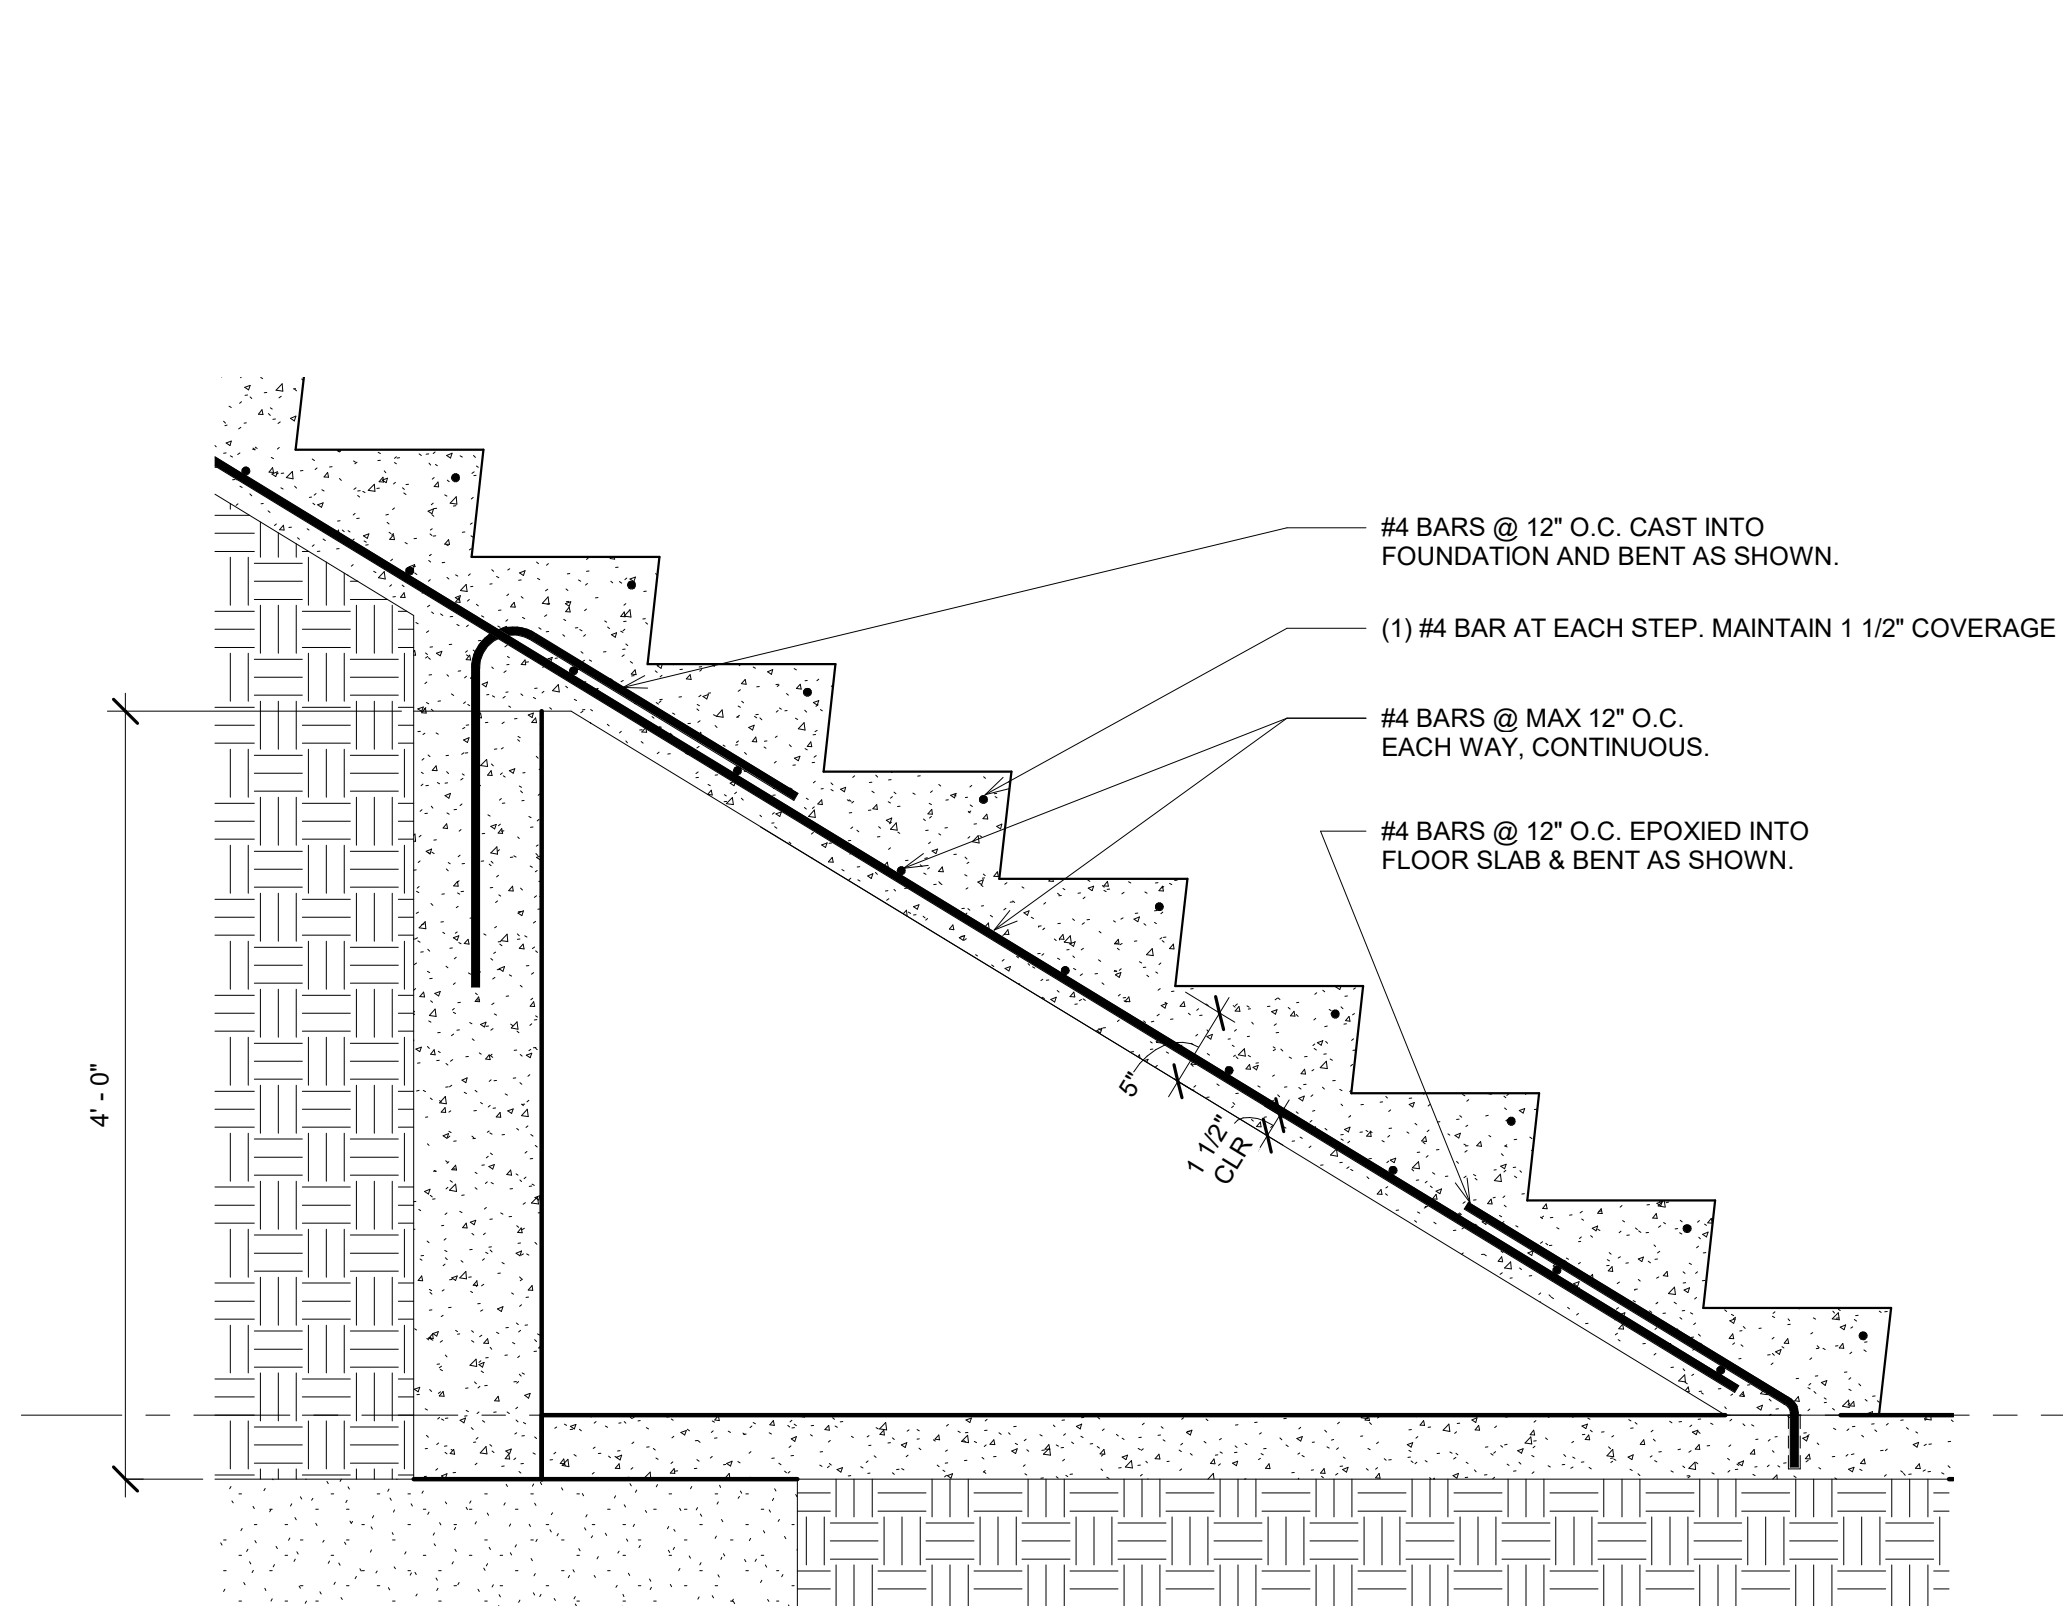 #4 BARS @ 12" O.C. CAST INTO
FOUNDATION AND BENT AS SHOWN.
(1) #4 BAR AT EACH STEP. MAINTAIN 1 1/2" COVERAGE
#4 BARS @ MAX 12" O.C.
EACH WAY, CONTINUOUS.
#4 BARS @ 12" O.C. EPOXIED INTO
FLOOR SLAB & BENT AS SHOWN.
4' - 0"
5"
1 1/2"
CLR